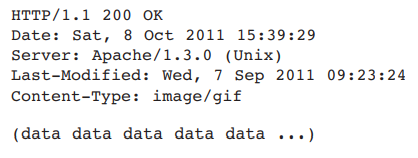 HTTP/1.1 200 OK
Date: Sat, 8 Oct 2011 15:39:29
Server: Apache/1.3.0 (Unix)
Last-Modified: Wed, 7 Sep 2011 09:23:24
Content-Type: image/gif
(data data data data data ...)